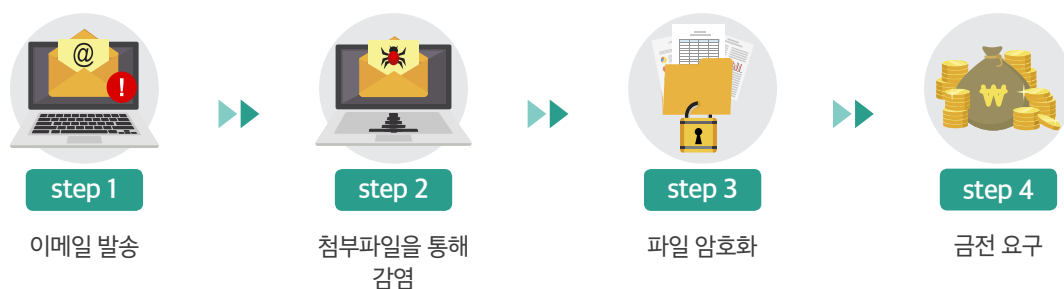 @
!
step 1
이메일 발송
step 2
첨부파일을 통해
감염
step 3
파일 암호화
₩
step 4
금전 요구